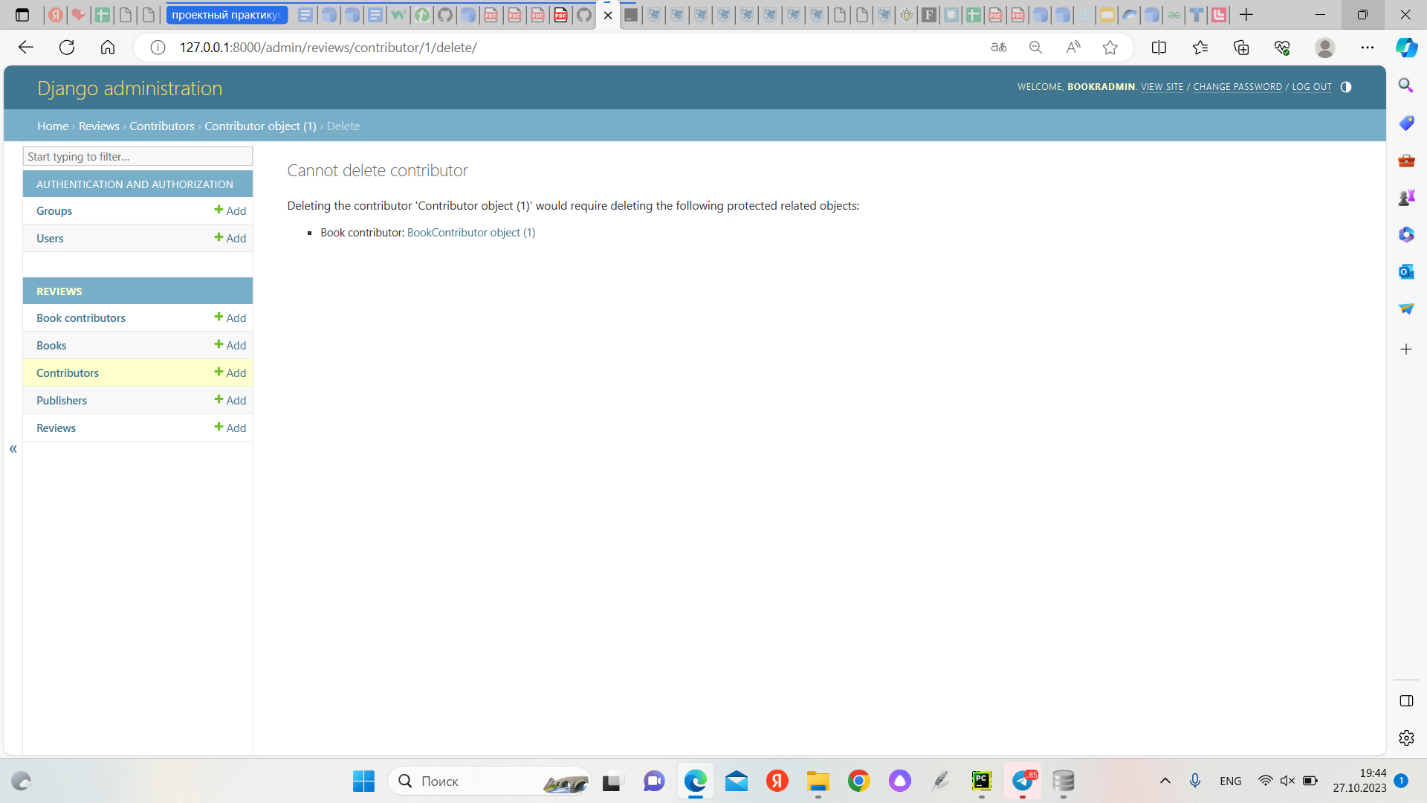 проектный практику
127.0.0.1:8000/admin/reviews/contributor/1/delete/
Django administration
WELCOME, BOOKRADMIN. VIEW SITE / CHANGE PASSWORD / LOG OUT
Home › Reviews › Contributors › Contributor object (1) › Delete
Start typing to filter...
AUTHENTICATION AND AUTHORIZATION
Groups + Add
Users + Add
REVIEWS
Book contributors + Add
Books + Add
Contributors + Add
Publishers + Add
Reviews + Add
«
Cannot delete contributor
Deleting the contributor 'Contributor object (1)' would require deleting the following protected related objects:
Book contributor: BookContributor object (1)
Поиск
ENG
19:44
27.10.2023
1